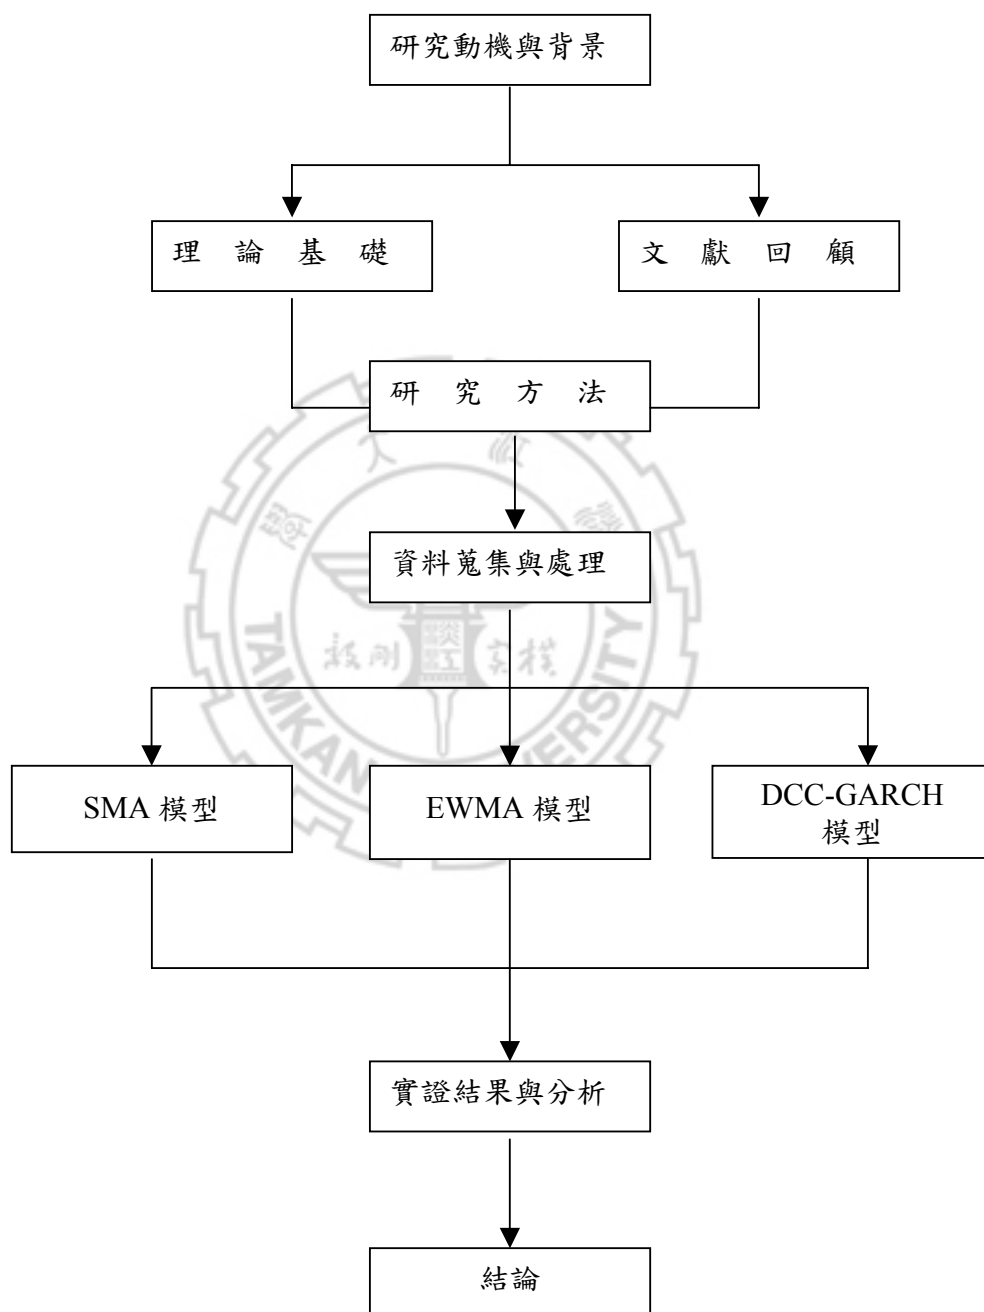 研究動機與背景
理論基礎
文獻回顧
研究方法
資料蒐集與處理
TAMKANG UNIVERSITY
SMA 模型
EWMA 模型
DCC-GARCH
模型
實證結果與分析
結論